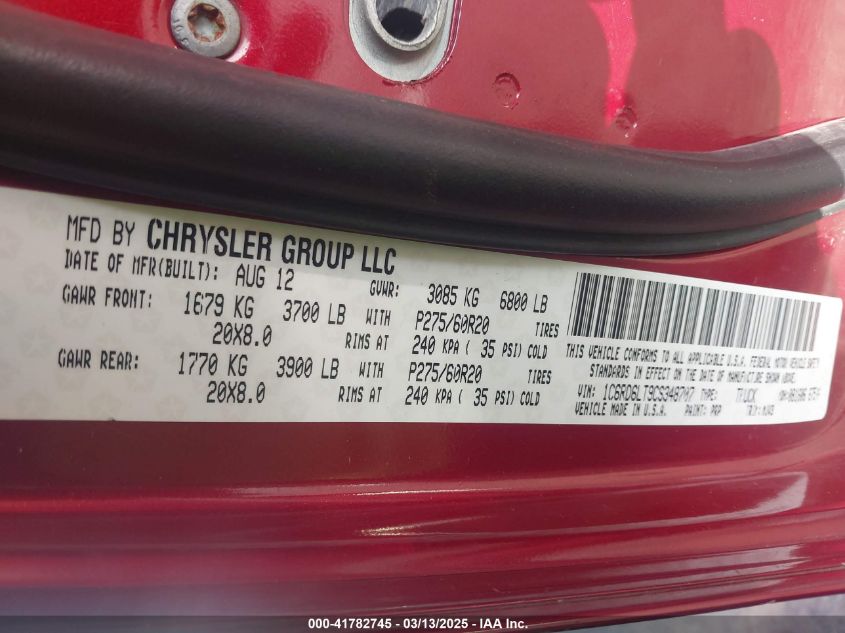 MFD BY CHRYSLER GROUP LLC
DATE OF MFR(BUILT): AUG 12 GVWR: 3085 KG 6800 LB
GAWR FRONT: 1679 KG 3700 LB WITH P275/60R20 TIRES
20X8.0 RIMS AT 240 KPA ( 35 PSI) COLD
GAWR REAR: 1770 KG 3900 LB WITH P275/60R20 TIRES
20X8.0 RIMS AT 240 KPA ( 35 PSI) COLD
THIS VEHICLE CONFORMS TO ALL APPLICABLE U.S.A. FEDERAL MOTOR VEHICLE SAFETY
STANDARDS IN EFFECT ON THE DATE OF MANUFACTURE SHOWN ABOVE.
VIN: TYPE: TRUCK
VEHICLE MADE IN U.S.A. PAINT: PRP
000-41782745 - 03/13/2025 - IAA Inc.